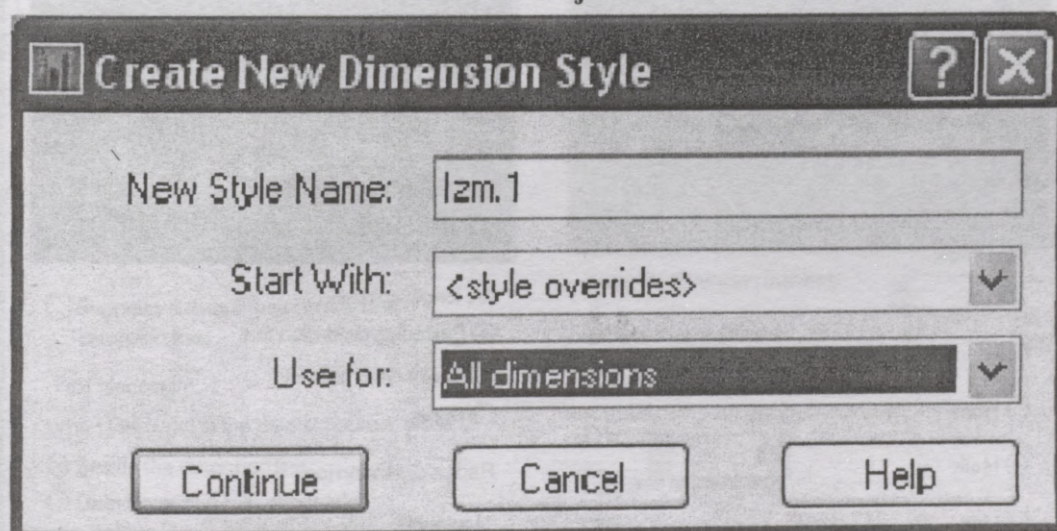 Create New Dimension Style
New Style Name: Izm.1
Start With: <style overrides>
Use for: All dimensions
Continue Cancel Help